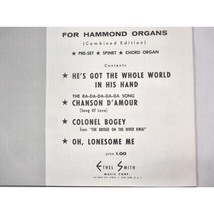 FOR HAMMOND ORGANS
(Combined Edition)
★ PRE-SET ★ SPINET ★ CHORD ORGAN
Contents
★ HE'S GOT THE WHOLE WORLD
IN HIS HAND
THE RA-DA-DA-DA-DA SONG
★ CHANSON D'AMOUR
(Song Of Love)
★ COLONEL BOGEY
from "THE BRIDGE ON THE RIVER KWAI"
★ OH, LONESOME ME
price 1.00
ETHEL SMITH
MUSIC CORP.